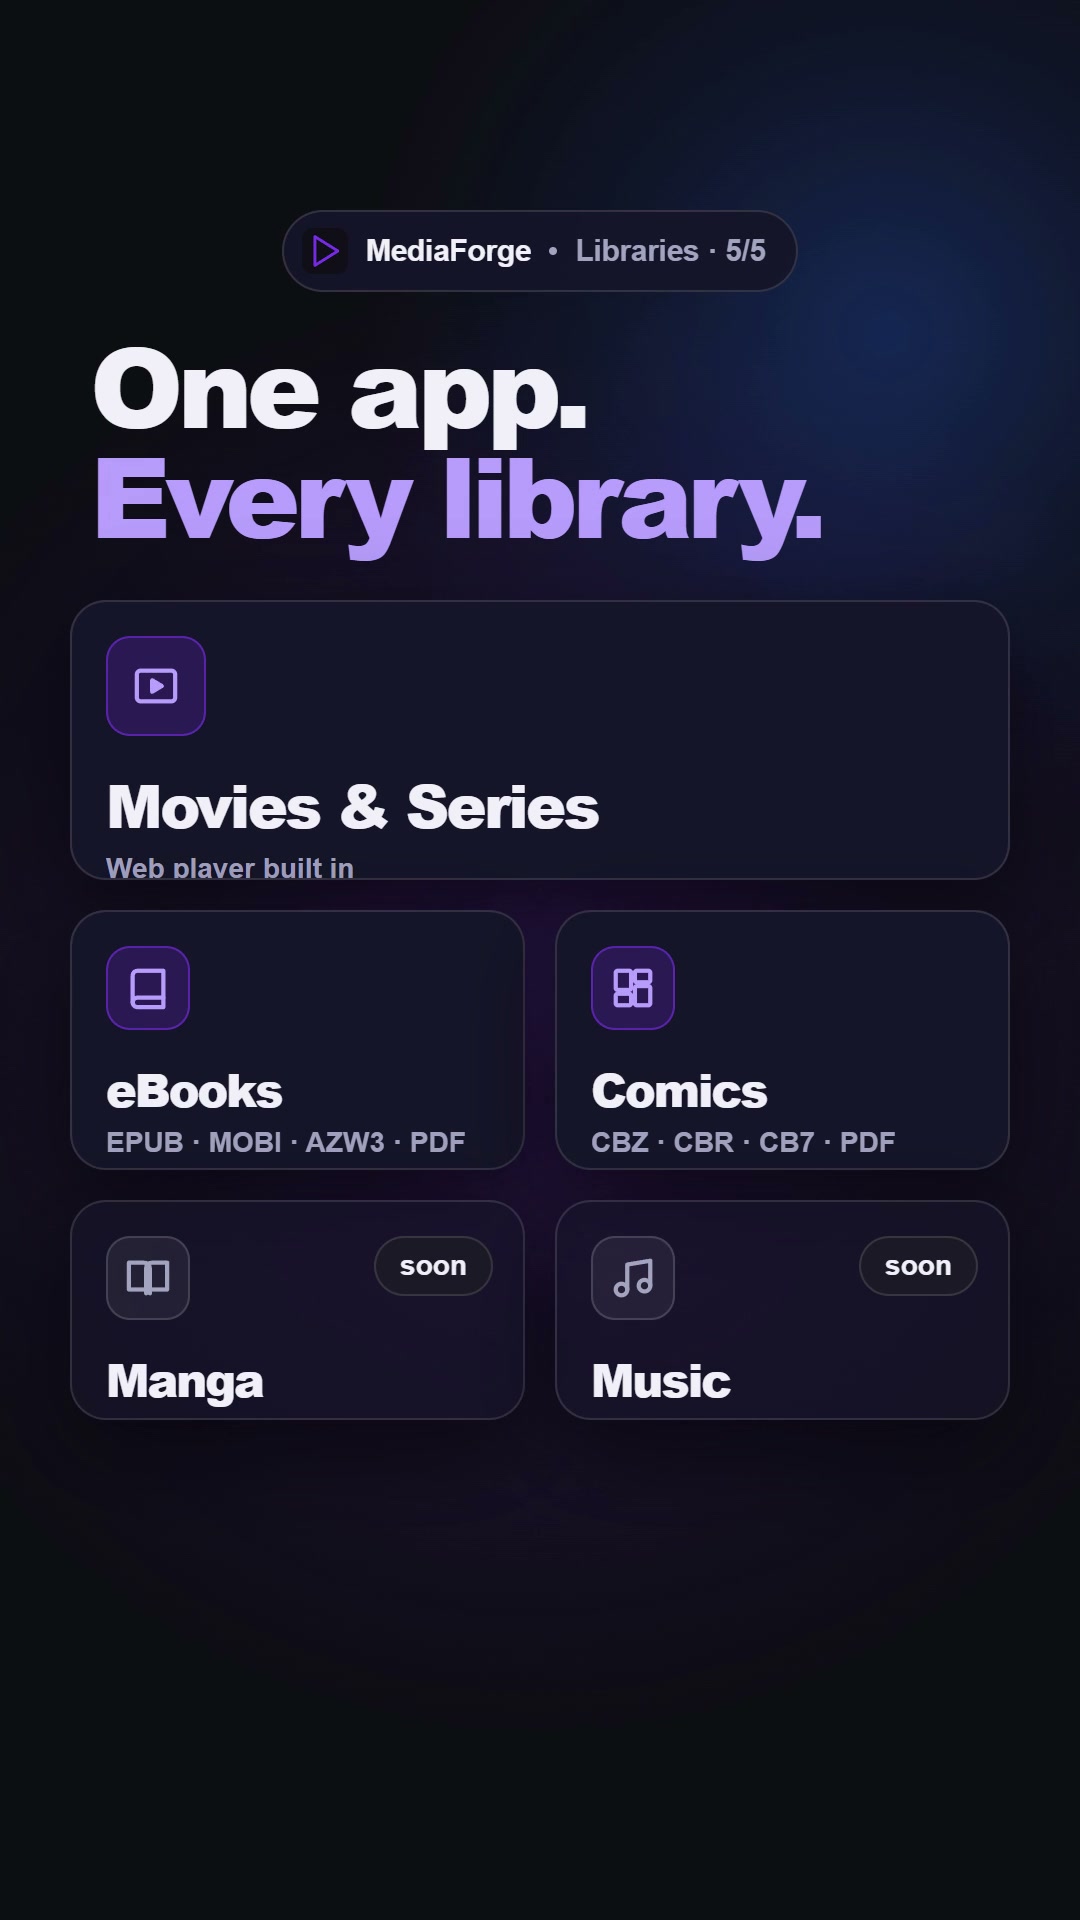 MediaForge • Libraries · 5/5
One app.
Every library.
Movies & Series
Web player built in
eBooks
EPUB · MOBI · AZW3 · PDF
Comics
CBZ · CBR · CB7 · PDF
soon
Manga
soon
Music